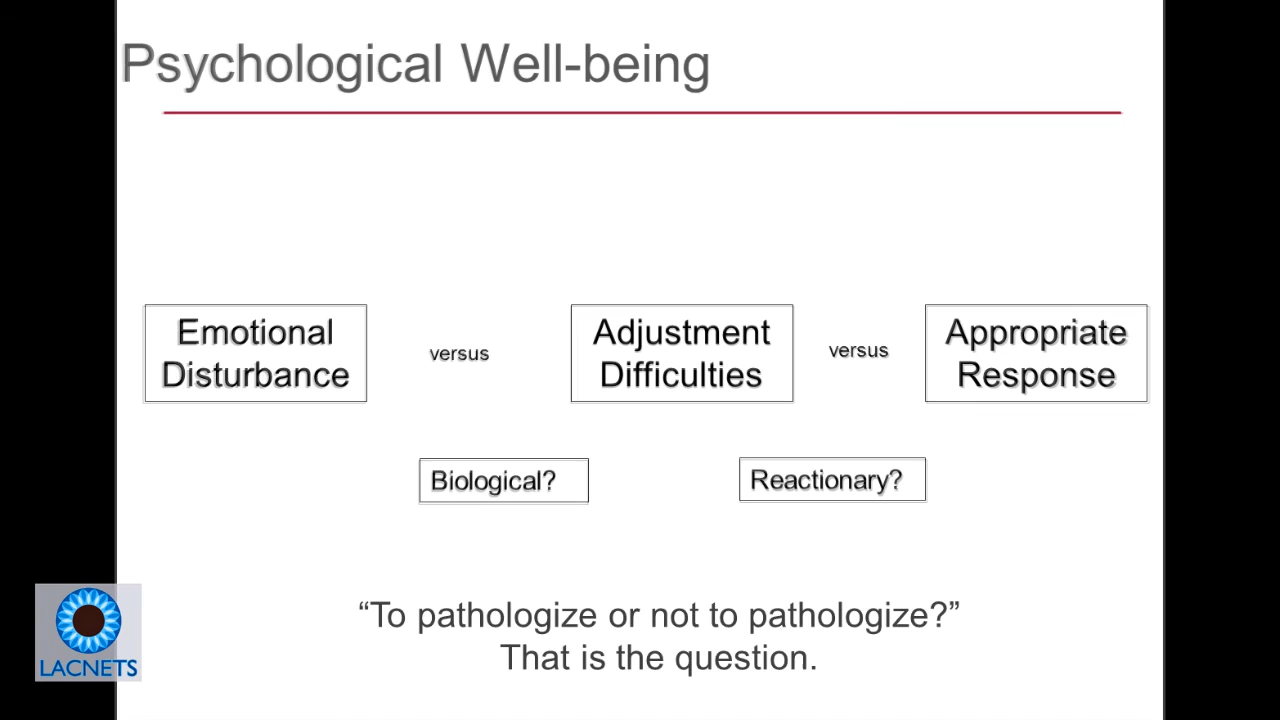 Psychological Well-being
Emotional
Disturbance
versus
Adjustment
Difficulties
versus
Appropriate
Response
Biological?
Reactionary?
“To pathologize or not to pathologize?”
That is the question.
LACNETS